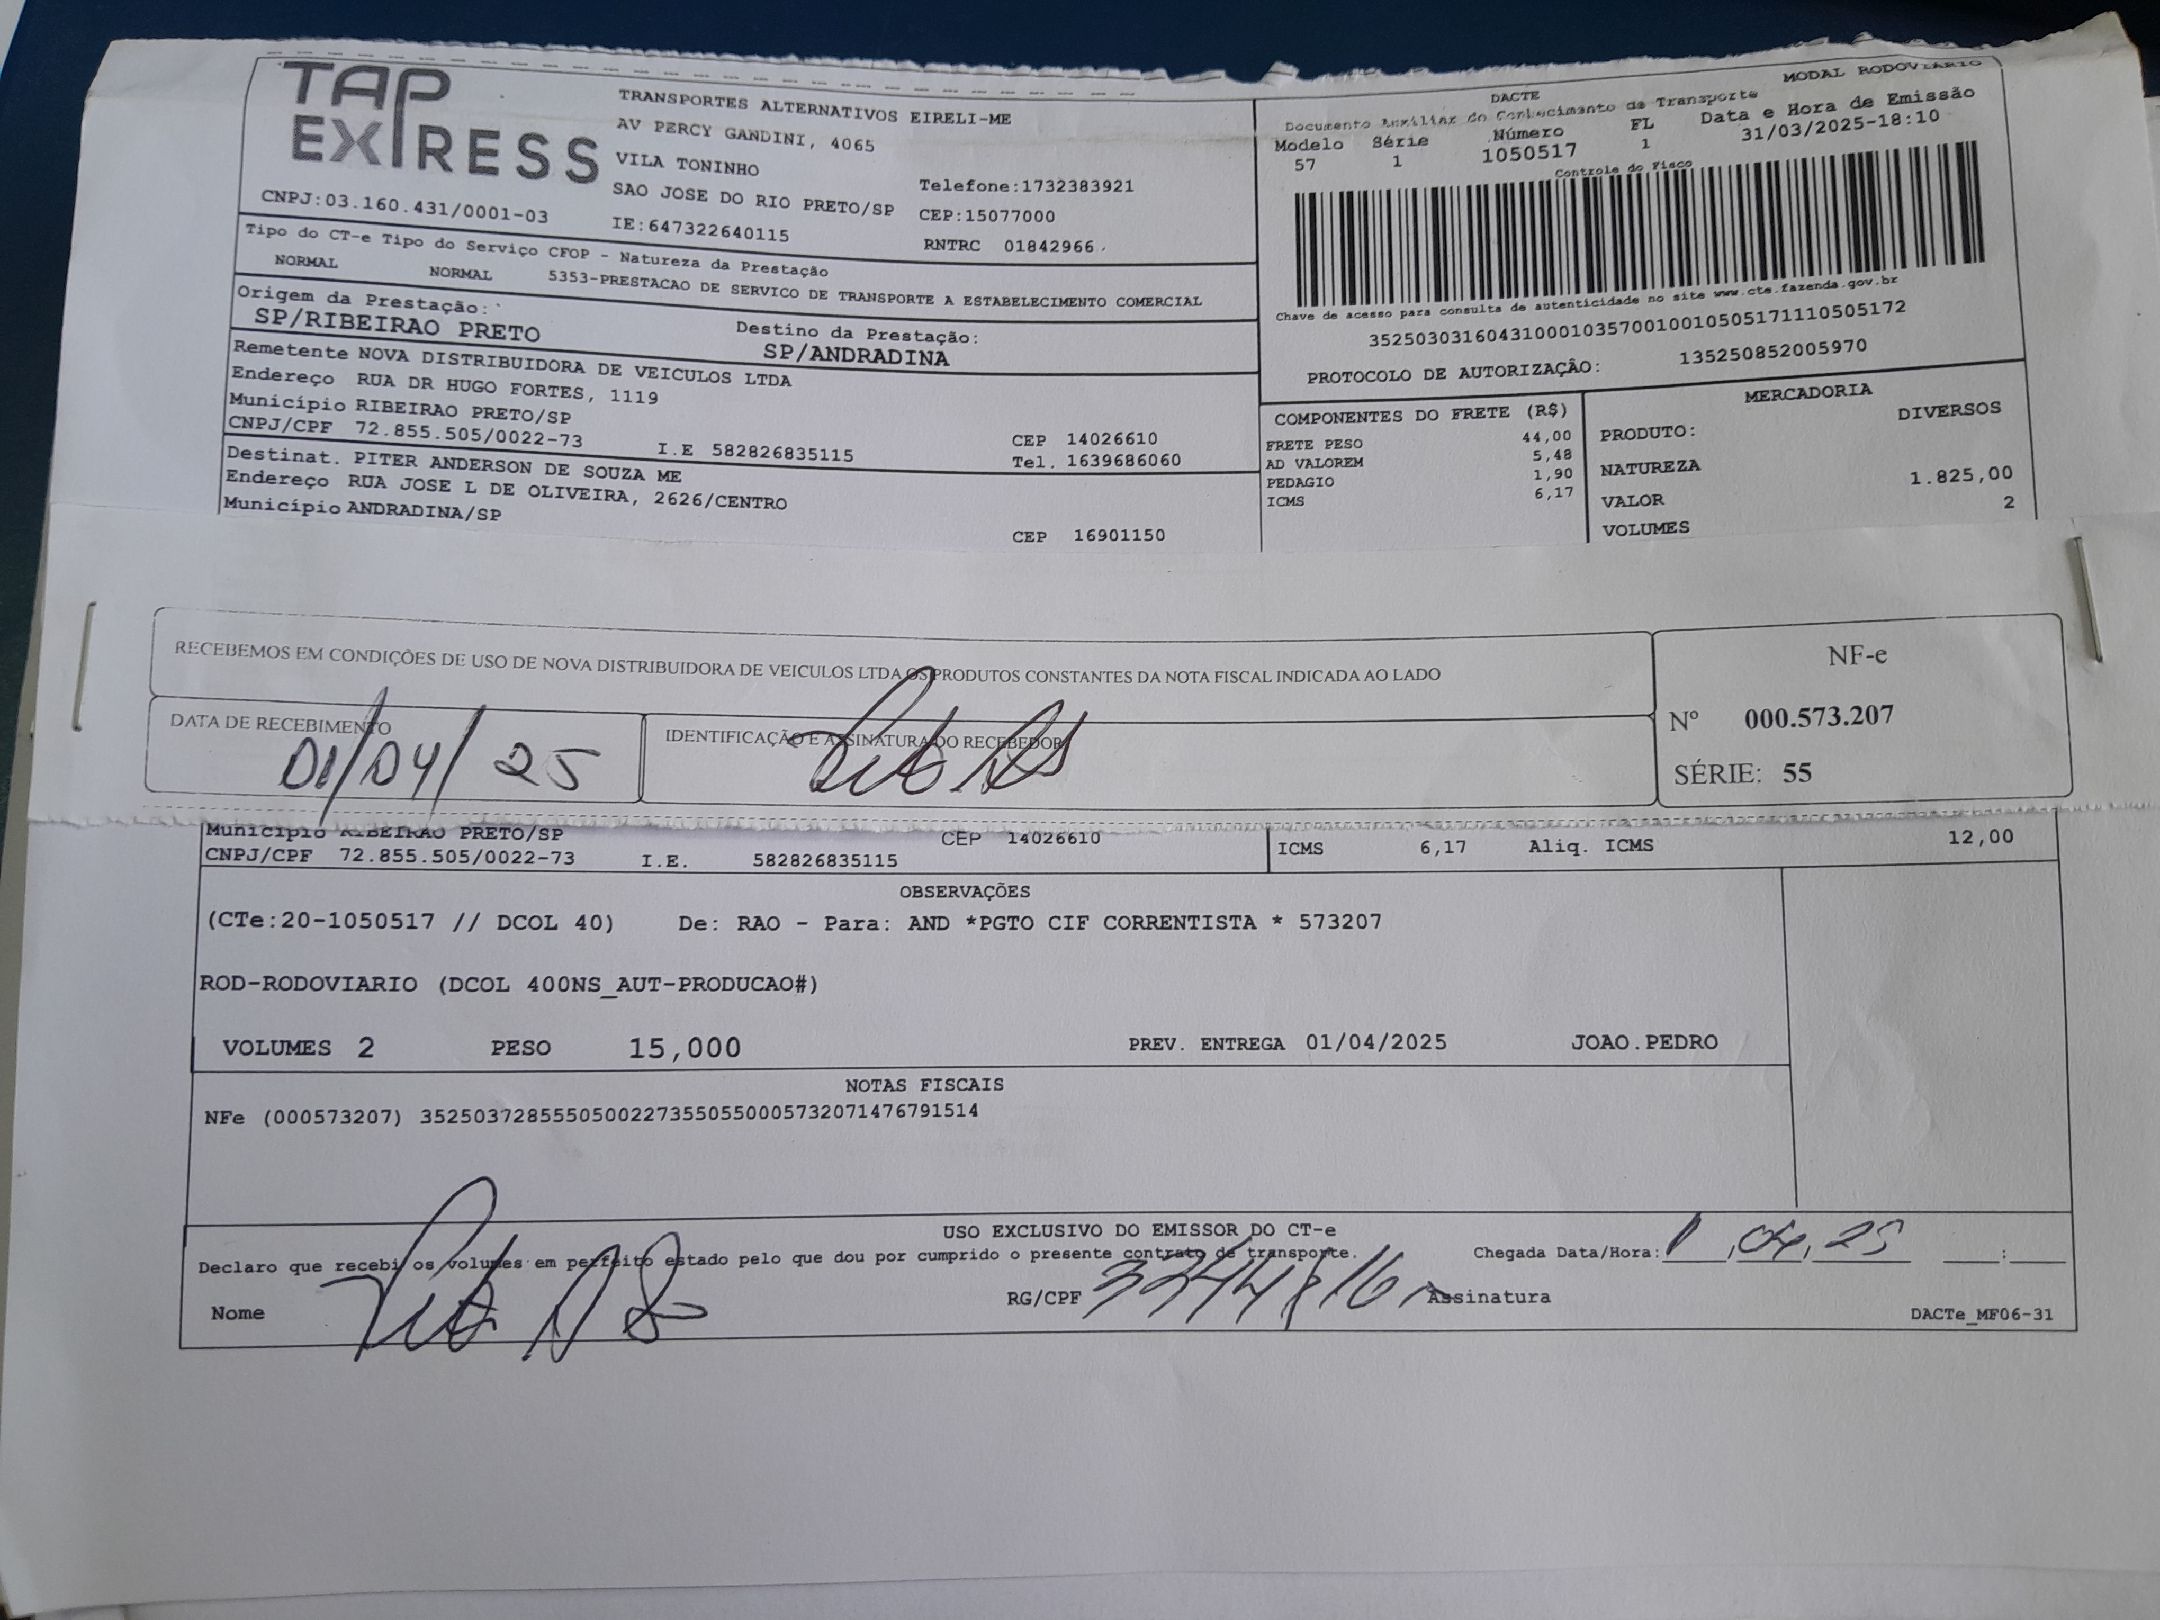 TAP EXPRESS
TRANSPORTES ALTERNATIVOS EIRELI-ME
AV PERCY GANDINI, 4065
VILA TONINHO
SAO JOSE DO RIO PRETO/SP
Telefone:1732383921
CEP:15077000
CNPJ:03.160.431/0001-03
IE:647322640115
RNTRC 01842966
DACTE
MODAL RODOVIARIO
Documento Auxiliar do Conhecimento de Transporte
Modelo Série Número FL Data e Hora de Emissão
57 1 1050517 1 31/03/2025-18:10
Controle do Fisco
Chave de acesso para consulta de autenticidade no site www.cte.fazenda.gov.br
35250303160431000103570010010505171110505172
PROTOCOLO DE AUTORIZAÇÂO: 135250852005970
Tipo do CT-e Tipo do Serviço CFOP - Natureza da Prestação
NORMAL NORMAL 5353-PRESTACAO DE SERVICO DE TRANSPORTE A ESTABELECIMENTO COMERCIAL
Origem da Prestação:
SP/RIBEIRAO PRETO
Destino da Prestação:
SP/ANDRADINA
Remetente NOVA DISTRIBUIDORA DE VEICULOS LTDA
Endereço RUA DR HUGO FORTES, 1119
Município RIBEIRAO PRETO/SP CEP 14026610
CNPJ/CPF 72.855.505/0022-73 I.E 582826835115 Tel. 1639686060
Destinat. PITER ANDERSON DE SOUZA ME
Endereço RUA JOSE L DE OLIVEIRA, 2626/CENTRO
Município ANDRADINA/SP CEP 16901150
COMPONENTES DO FRETE (R$)
FRETE PESO 44,00
AD VALOREM 5,48
PEDAGIO 1,90
ICMS 6,17
MERCADORIA
PRODUTO: DIVERSOS
NATUREZA
VALOR 1.825,00
VOLUMES 2
RECEBEMOS EM CONDIÇÕES DE USO DE NOVA DISTRIBUIDORA DE VEICULOS LTDA OS PRODUTOS CONSTANTES DA NOTA FISCAL INDICADA AO LADO
DATA DE RECEBIMENTO
01/04/25
IDENTIFICAÇÃO E ASSINATURA DO RECEBEDOR
NF-e
Nº 000.573.207
SÉRIE: 55
Município RIBEIRAO PRETO/SP CEP 14026610
CNPJ/CPF 72.855.505/0022-73 I.E. 582826835115
ICMS 6,17 Aliq. ICMS 12,00
OBSERVAÇÕES
(CTe:20-1050517 // DCOL 40) De: RAO - Para: AND *PGTO CIF CORRENTISTA * 573207
ROD-RODOVIARIO (DCOL 400NS_AUT-PRODUCAO#)
VOLUMES 2 PESO 15,000 PREV. ENTREGA 01/04/2025 JOAO.PEDRO
NOTAS FISCAIS
NFe (000573207) 35250372855505002273550550005732071476791514
USO EXCLUSIVO DO EMISSOR DO CT-e
Declaro que recebi os volumes em perfeito estado pelo que dou por cumprido o presente contrato de transporte.
Chegada Data/Hora: 1 04 25 :
Nome RG/CPF Assinatura
DACTe_MF06-31